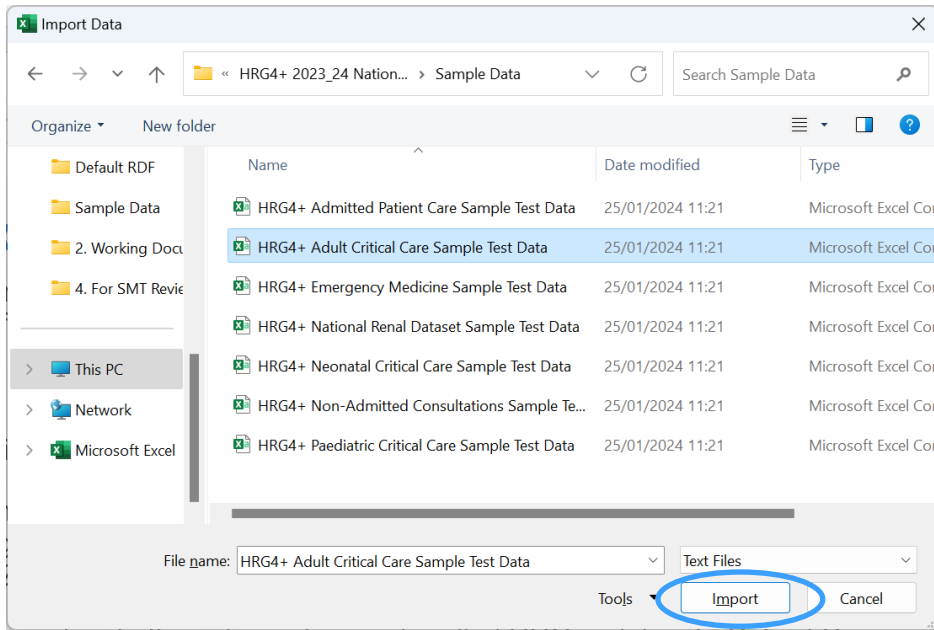 Import Data
« HRG4+ 2023_24 Nation... › Sample Data
Search Sample Data
Organize
New folder
Name
Date modified
Type
Default RDF
Sample Data
2. Working Docu
4. For SMT Revie
This PC
Network
Microsoft Excel
HRG4+ Admitted Patient Care Sample Test Data 25/01/2024 11:21 Microsoft Excel Co
HRG4+ Adult Critical Care Sample Test Data 25/01/2024 11:21 Microsoft Excel Co
HRG4+ Emergency Medicine Sample Test Data 25/01/2024 11:21 Microsoft Excel Co
HRG4+ National Renal Dataset Sample Test Data 25/01/2024 11:21 Microsoft Excel Co
HRG4+ Neonatal Critical Care Sample Test Data 25/01/2024 11:21 Microsoft Excel Co
HRG4+ Non-Admitted Consultations Sample Te... 25/01/2024 11:21 Microsoft Excel Co
HRG4+ Paediatric Critical Care Sample Test Data 25/01/2024 11:21 Microsoft Excel Co
File name: HRG4+ Adult Critical Care Sample Test Data
Text Files
Tools
Import
Cancel